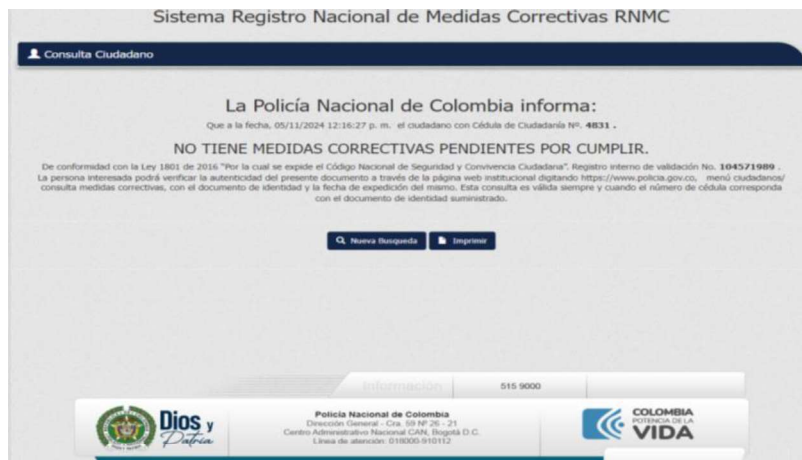 Sistema Registro Nacional de Medidas Correctivas RNMC
Consulta Ciudadano
La Policía Nacional de Colombia informa:
Que a la fecha, 05/11/2024 12:16:27 p. m. el ciudadano con Cédula de Ciudadanía Nº. 4831 .
NO TIENE MEDIDAS CORRECTIVAS PENDIENTES POR CUMPLIR.
De conformidad con la Ley 1801 de 2016 "Por la cual se expide el Código Nacional de Seguridad y Convivencia Ciudadana". Registro interno de validación No. 104571989 .
La persona interesada podrá verificar la autenticidad del presente documento a través de la página web institucional digitando https://www.policia.gov.co, menú ciudadanos/
consulta medidas correctivas, con el documento de identidad y la fecha de expedición del mismo. Esta consulta es válida siempre y cuando el número de cédula corresponda
con el documento de identidad suministrado.
Nueva Busqueda Imprimir
Información 515 9000
Dios y Patria
Policía Nacional de Colombia
Dirección General - Cra. 59 Nº 26 - 21
Centro Administrativo Nacional CAN, Bogotá D.C.
Línea de atención: 018000-910112
COLOMBIA
POTENCIA DE LA
VIDA